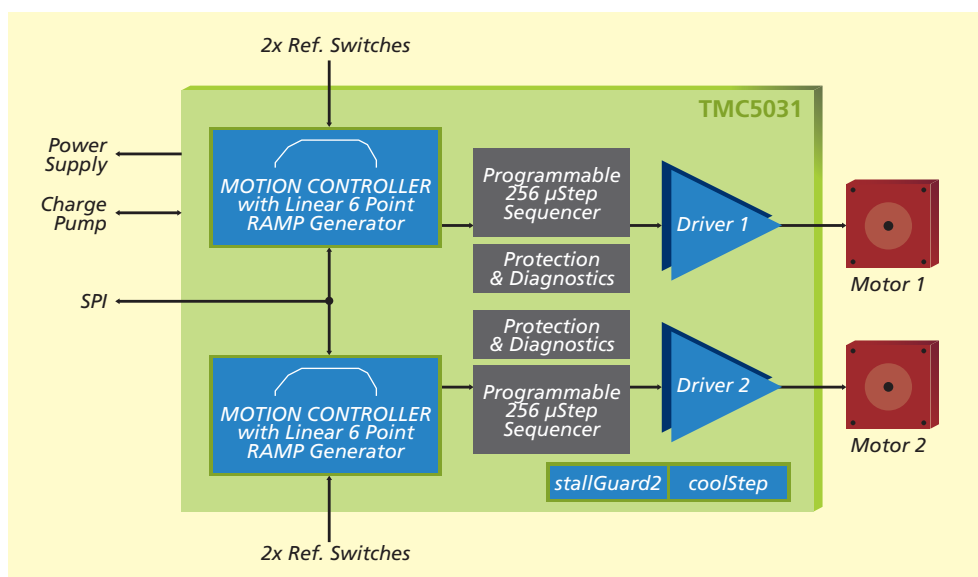 2x Ref. Switches
TMC5031
Power
Supply
Charge
Pump
SPI
MOTION CONTROLLER
with Linear 6 Point
RAMP Generator
Programmable
256 µStep
Sequencer
Protection
& Diagnostics
Driver 1
Motor 1
Protection
& Diagnostics
MOTION CONTROLLER
with Linear 6 Point
RAMP Generator
Programmable
256 µStep
Sequencer
Driver 2
Motor 2
stallGuard2
coolStep
2x Ref. Switches